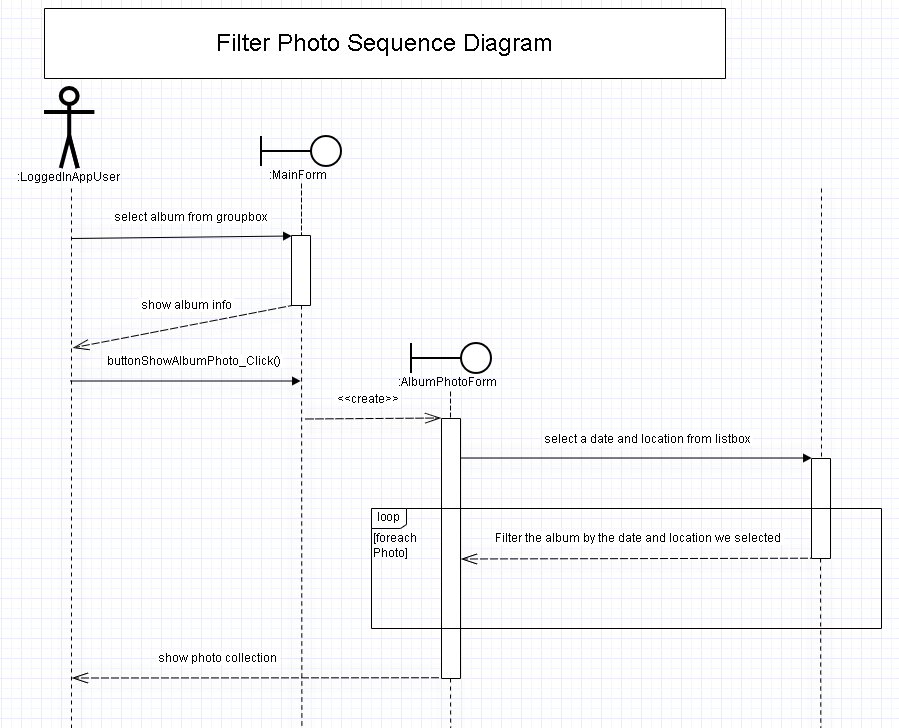 Filter Photo Sequence Diagram
:LoggedInAppUser
:MainForm
select album from groupbox
show album info
buttonShowAlbumPhoto_Click()
:AlbumPhotoForm
<<create>>
select a date and location from listbox
loop
[foreach
Photo]
Filter the album by the date and location we selected
show photo collection